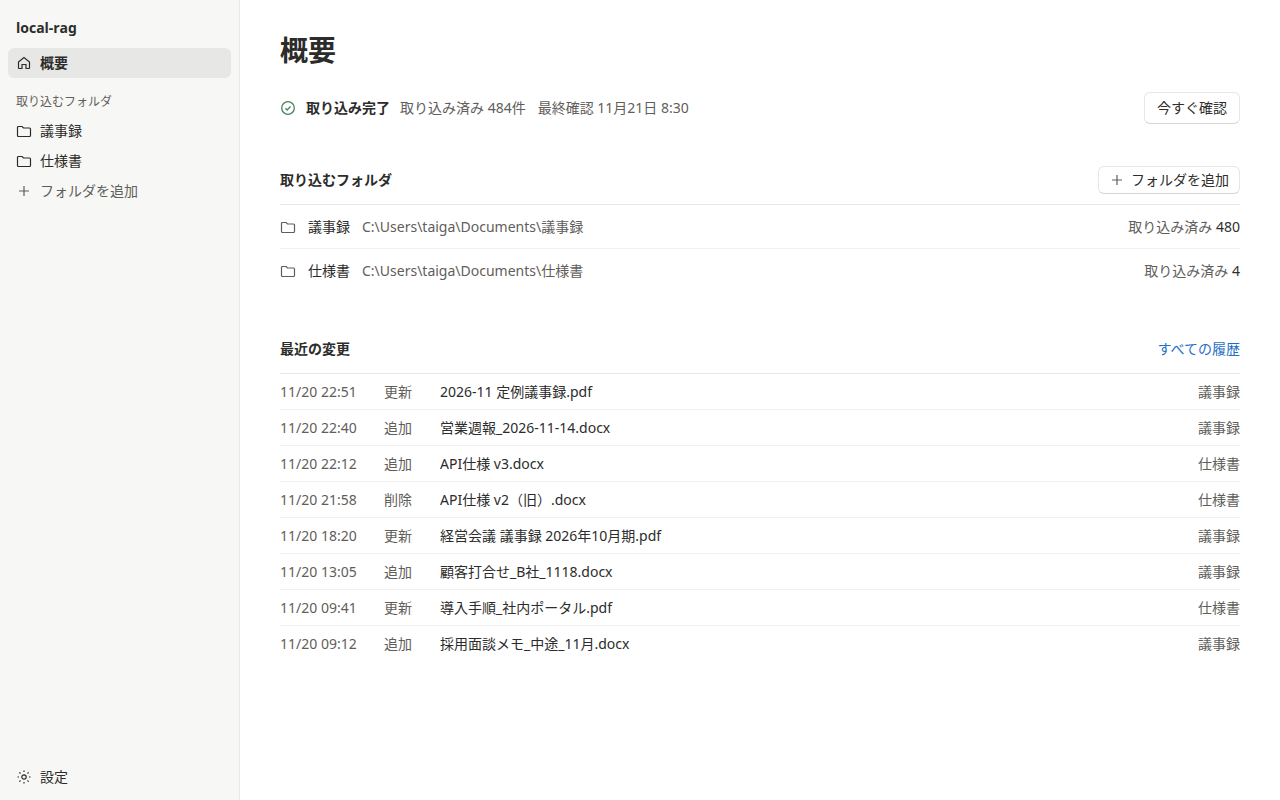 local-rag
概要
取り込むフォルダ
議事録
仕様書
フォルダを追加
設定
概要
取り込み完了 取り込み済み 484件 最終確認 11月21日 8:30 今すぐ確認
取り込むフォルダ フォルダを追加
議事録 C:\Users\taiga\Documents\議事録 取り込み済み 480
仕様書 C:\Users\taiga\Documents\仕様書 取り込み済み 4
最近の変更 すべての履歴
11/20 22:51 更新 2026-11 定例議事録.pdf 議事録
11/20 22:40 追加 営業週報_2026-11-14.docx 議事録
11/20 22:12 追加 API仕様 v3.docx 仕様書
11/20 21:58 削除 API仕様 v2（旧）.docx 仕様書
11/20 18:20 更新 経営会議 議事録 2026年10月期.pdf 議事録
11/20 13:05 追加 顧客打合せ_B社_1118.docx 議事録
11/20 09:41 更新 導入手順_社内ポータル.pdf 仕様書
11/20 09:12 追加 採用面談メモ_中途_11月.docx 議事録